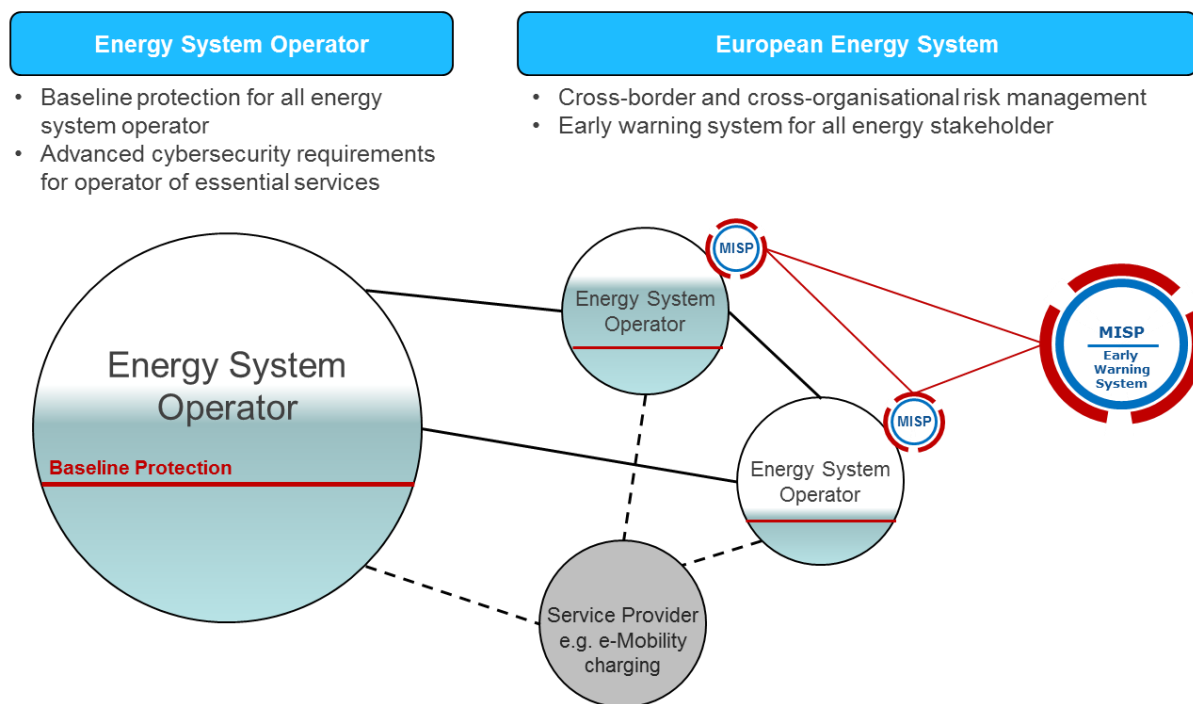 Energy System Operator
European Energy System
• Baseline protection for all energy
system operator
• Advanced cybersecurity requirements
for operator of essential services
• Cross-border and cross-organisational risk management
• Early warning system for all energy stakeholder
MISP
Energy System
Operator
MISP
Early
Warning
System
Energy System
Operator
Baseline Protection
MISP
Energy System
Operator
Service Provider
e.g. e-Mobility
charging